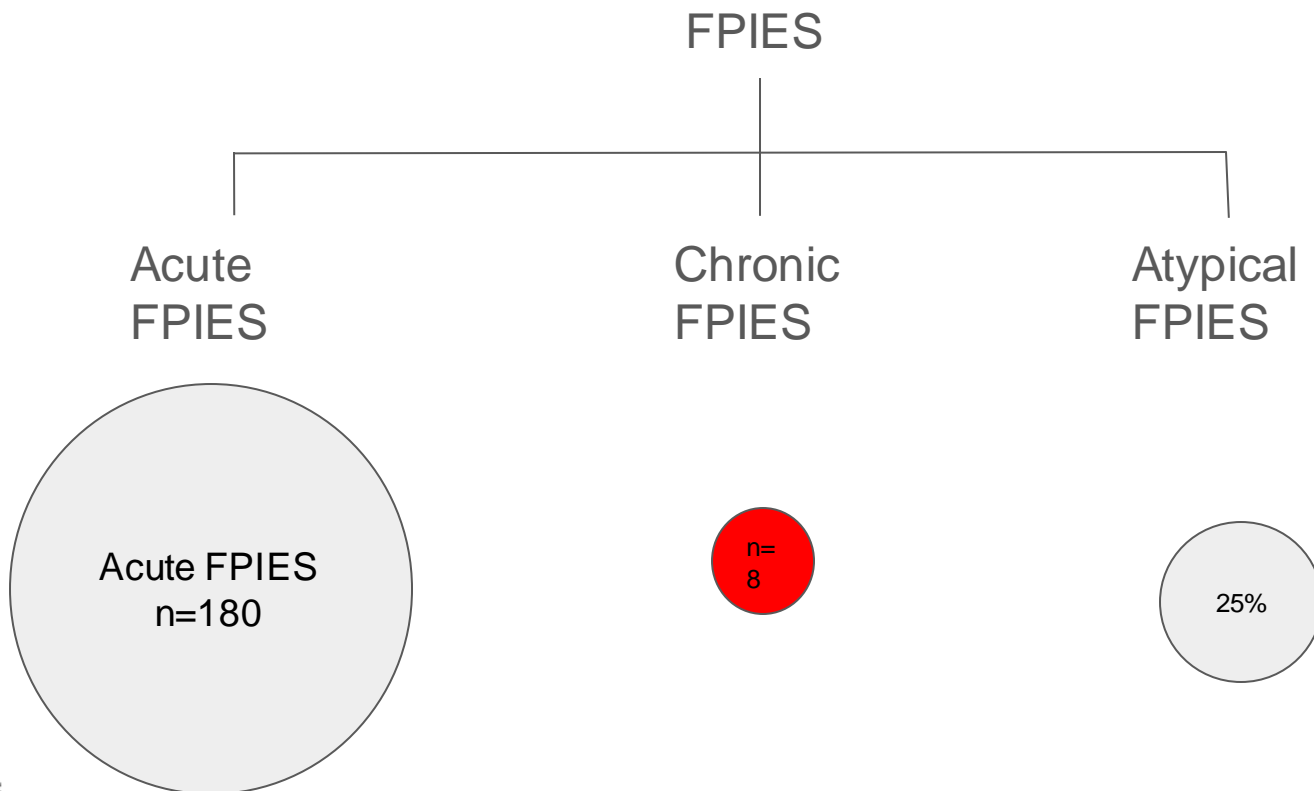 FPIES
Acute
FPIES
Chronic
FPIES
Atypical
FPIES
Acute FPIES
n=180
n=
8
25%